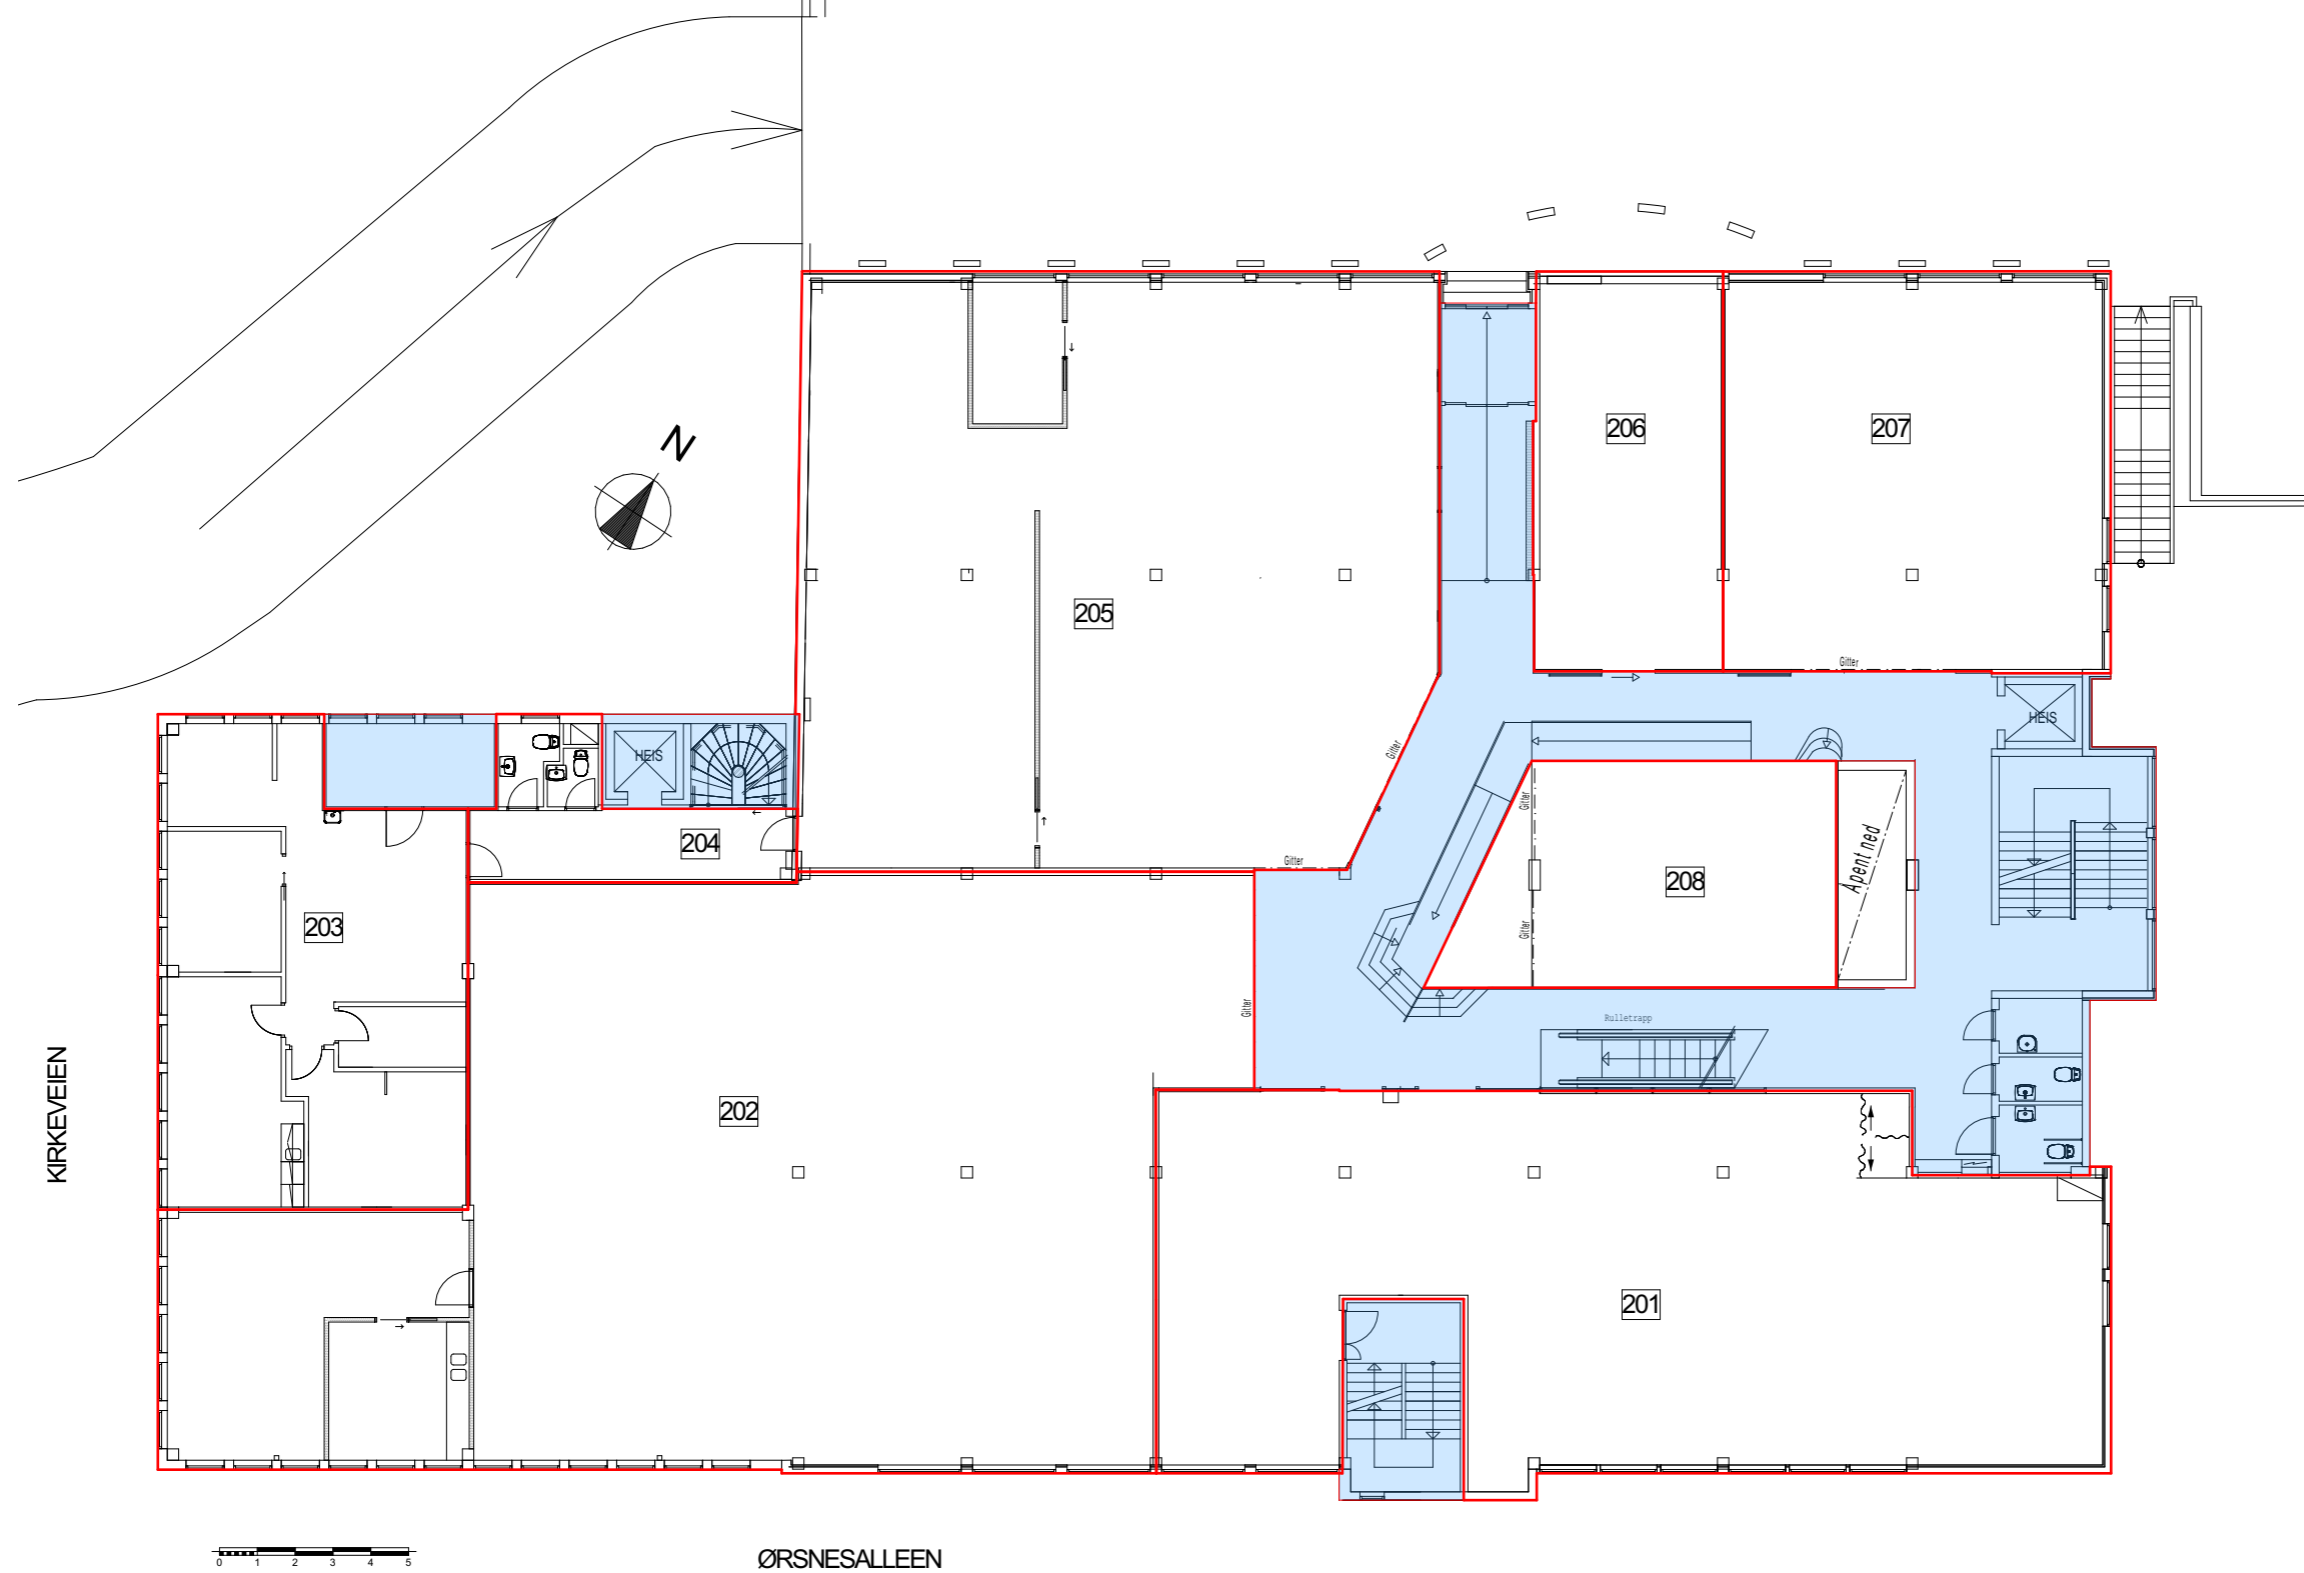 N
206
207
205
Gitter
HEIS
HEIS
Gitter
Gitter
204
Gitter
Apent ned
208
203
Gitter
Gitter
Rulletrapp
KIRKEVEIEN
202
201
0 1 2 3 4 5
ØRSNESALLEEN